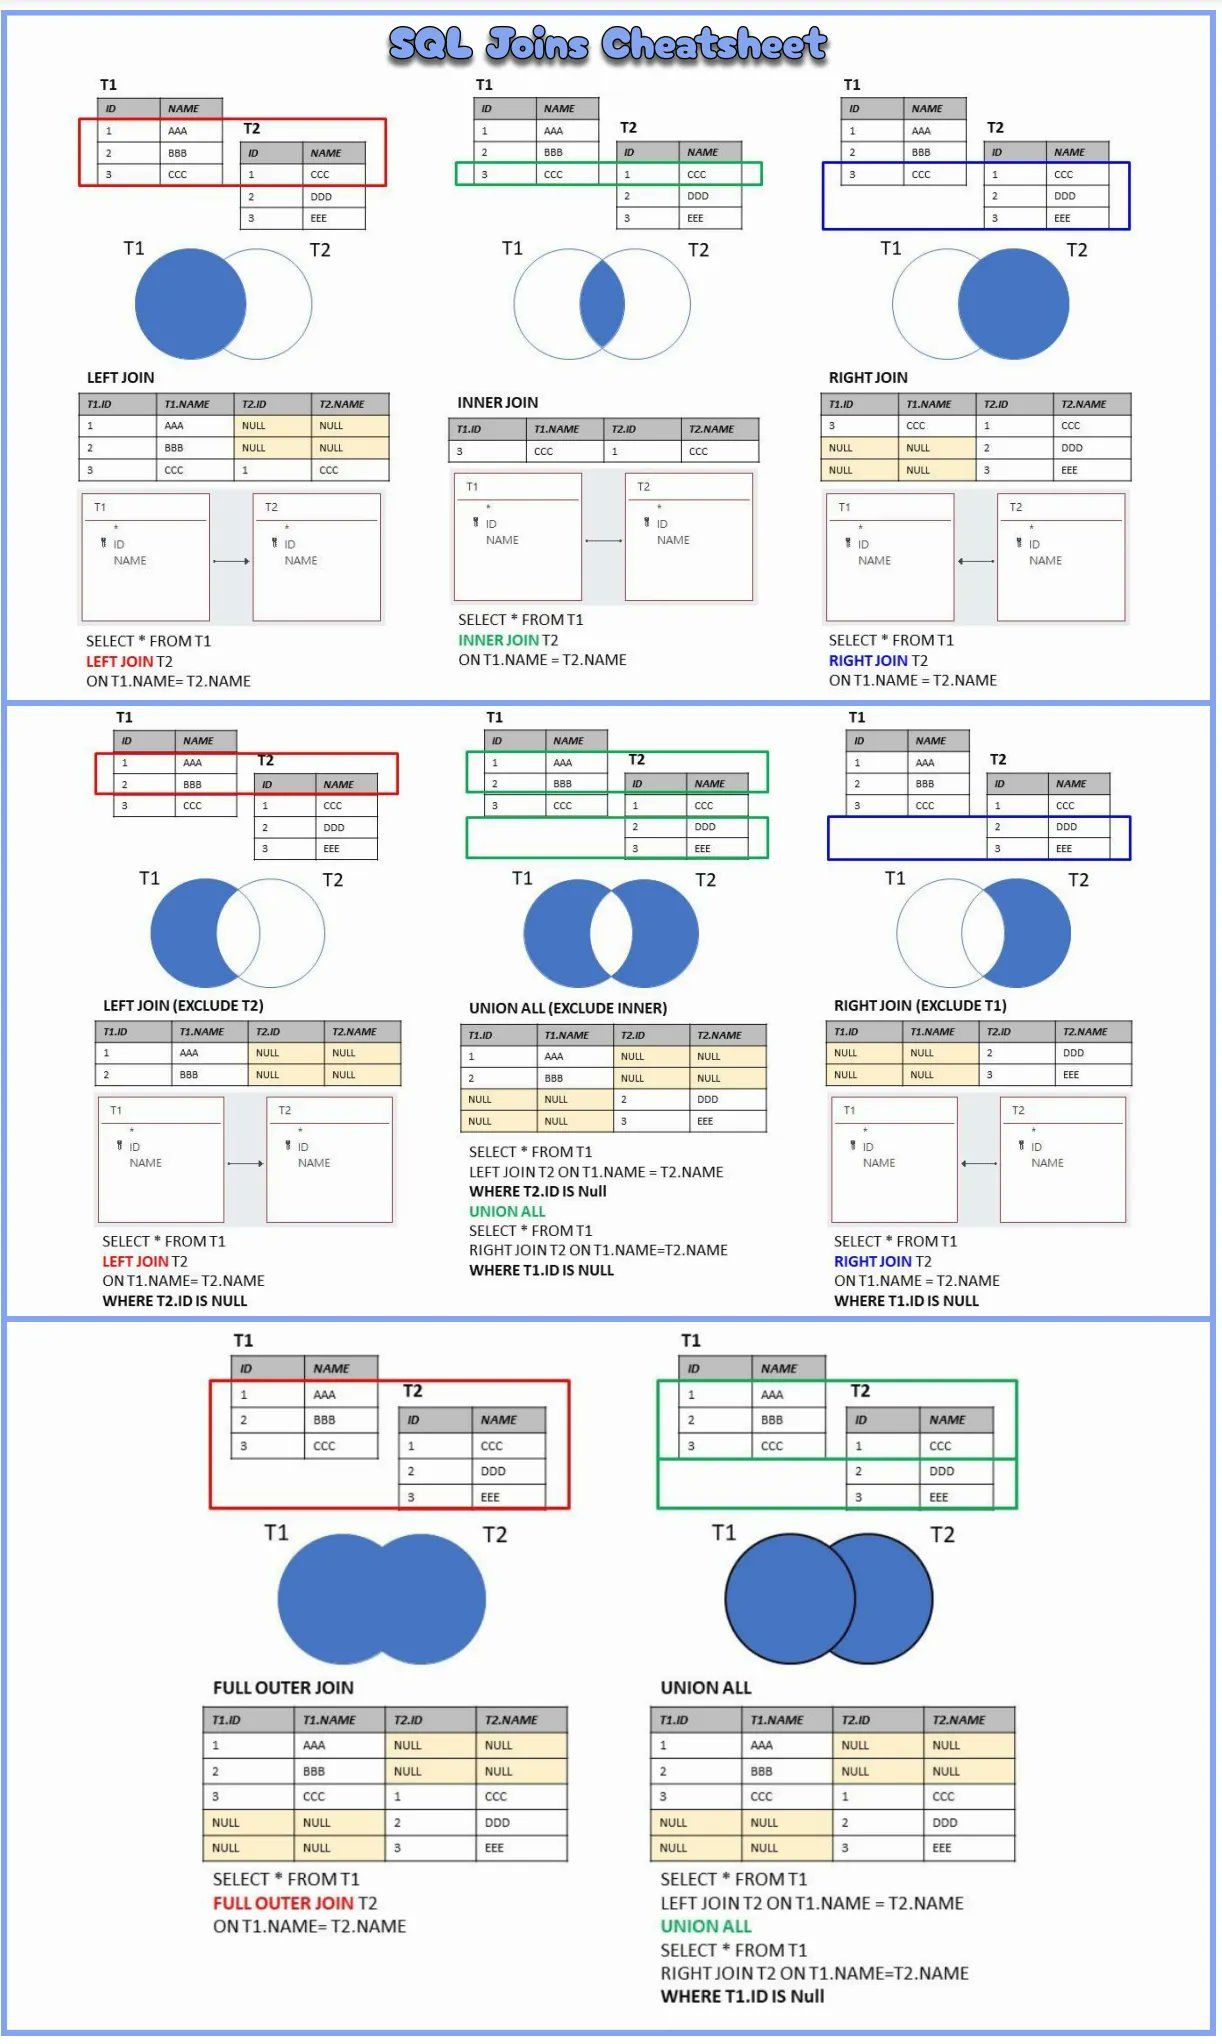 SQL Joins Cheatsheet
T1
ID NAME
1 AAA
2 BBB
3 CCC
T2
ID NAME
1 CCC
2 DDD
3 EEE
T1 T2
LEFT JOIN
T1.ID T1.NAME T2.ID T2.NAME
1 AAA NULL NULL
2 BBB NULL NULL
3 CCC 1 CCC
T1
*
ID
NAME
T2
*
ID
NAME
SELECT * FROM T1
LEFT JOIN T2
ON T1.NAME= T2.NAME
T1
ID NAME
1 AAA
2 BBB
3 CCC
T2
ID NAME
1 CCC
2 DDD
3 EEE
T1 T2
INNER JOIN
T1.ID T1.NAME T2.ID T2.NAME
3 CCC 1 CCC
T1
*
ID
NAME
T2
*
ID
NAME
SELECT * FROM T1
INNER JOIN T2
ON T1.NAME = T2.NAME
T1
ID NAME
1 AAA
2 BBB
3 CCC
T2
ID NAME
1 CCC
2 DDD
3 EEE
T1 T2
RIGHT JOIN
T1.ID T1.NAME T2.ID T2.NAME
3 CCC 1 CCC
NULL NULL 2 DDD
NULL NULL 3 EEE
T1
*
ID
NAME
T2
*
ID
NAME
SELECT * FROM T1
RIGHT JOIN T2
ON T1.NAME = T2.NAME
T1
ID NAME
1 AAA
2 BBB
3 CCC
T2
ID NAME
1 CCC
2 DDD
3 EEE
T1 T2
LEFT JOIN (EXCLUDE T2)
T1.ID T1.NAME T2.ID T2.NAME
1 AAA NULL NULL
2 BBB NULL NULL
T1
*
ID
NAME
T2
*
ID
NAME
SELECT * FROM T1
LEFT JOIN T2
ON T1.NAME= T2.NAME
WHERE T2.ID IS NULL
T1
ID NAME
1 AAA
2 BBB
3 CCC
T2
ID NAME
1 CCC
2 DDD
3 EEE
T1 T2
UNION ALL (EXCLUDE INNER)
T1.ID T1.NAME T2.ID T2.NAME
1 AAA NULL NULL
2 BBB NULL NULL
NULL NULL 2 DDD
NULL NULL 3 EEE
SELECT * FROM T1
LEFT JOIN T2 ON T1.NAME = T2.NAME
WHERE T2.ID IS Null
UNION ALL
SELECT * FROM T1
RIGHT JOIN T2 ON T1.NAME=T2.NAME
WHERE T1.ID IS NULL
T1
ID NAME
1 AAA
2 BBB
3 CCC
T2
ID NAME
1 CCC
2 DDD
3 EEE
T1 T2
RIGHT JOIN (EXCLUDE T1)
T1.ID T1.NAME T2.ID T2.NAME
NULL NULL 2 DDD
NULL NULL 3 EEE
T1
*
ID
NAME
T2
*
ID
NAME
SELECT * FROM T1
RIGHT JOIN T2
ON T1.NAME = T2.NAME
WHERE T1.ID IS NULL
T1
ID NAME
1 AAA
2 BBB
3 CCC
T2
ID NAME
1 CCC
2 DDD
3 EEE
T1 T2
FULL OUTER JOIN
T1.ID T1.NAME T2.ID T2.NAME
1 AAA NULL NULL
2 BBB NULL NULL
3 CCC 1 CCC
NULL NULL 2 DDD
NULL NULL 3 EEE
SELECT * FROM T1
FULL OUTER JOIN T2
ON T1.NAME= T2.NAME
T1
ID NAME
1 AAA
2 BBB
3 CCC
T2
ID NAME
1 CCC
2 DDD
3 EEE
T1 T2
UNION ALL
T1.ID T1.NAME T2.ID T2.NAME
1 AAA NULL NULL
2 BBB NULL NULL
3 CCC 1 CCC
NULL NULL 2 DDD
NULL NULL 3 EEE
SELECT * FROM T1
LEFT JOIN T2 ON T1.NAME = T2.NAME
UNION ALL
SELECT * FROM T1
RIGHT JOIN T2 ON T1.NAME=T2.NAME
WHERE T1.ID IS Null